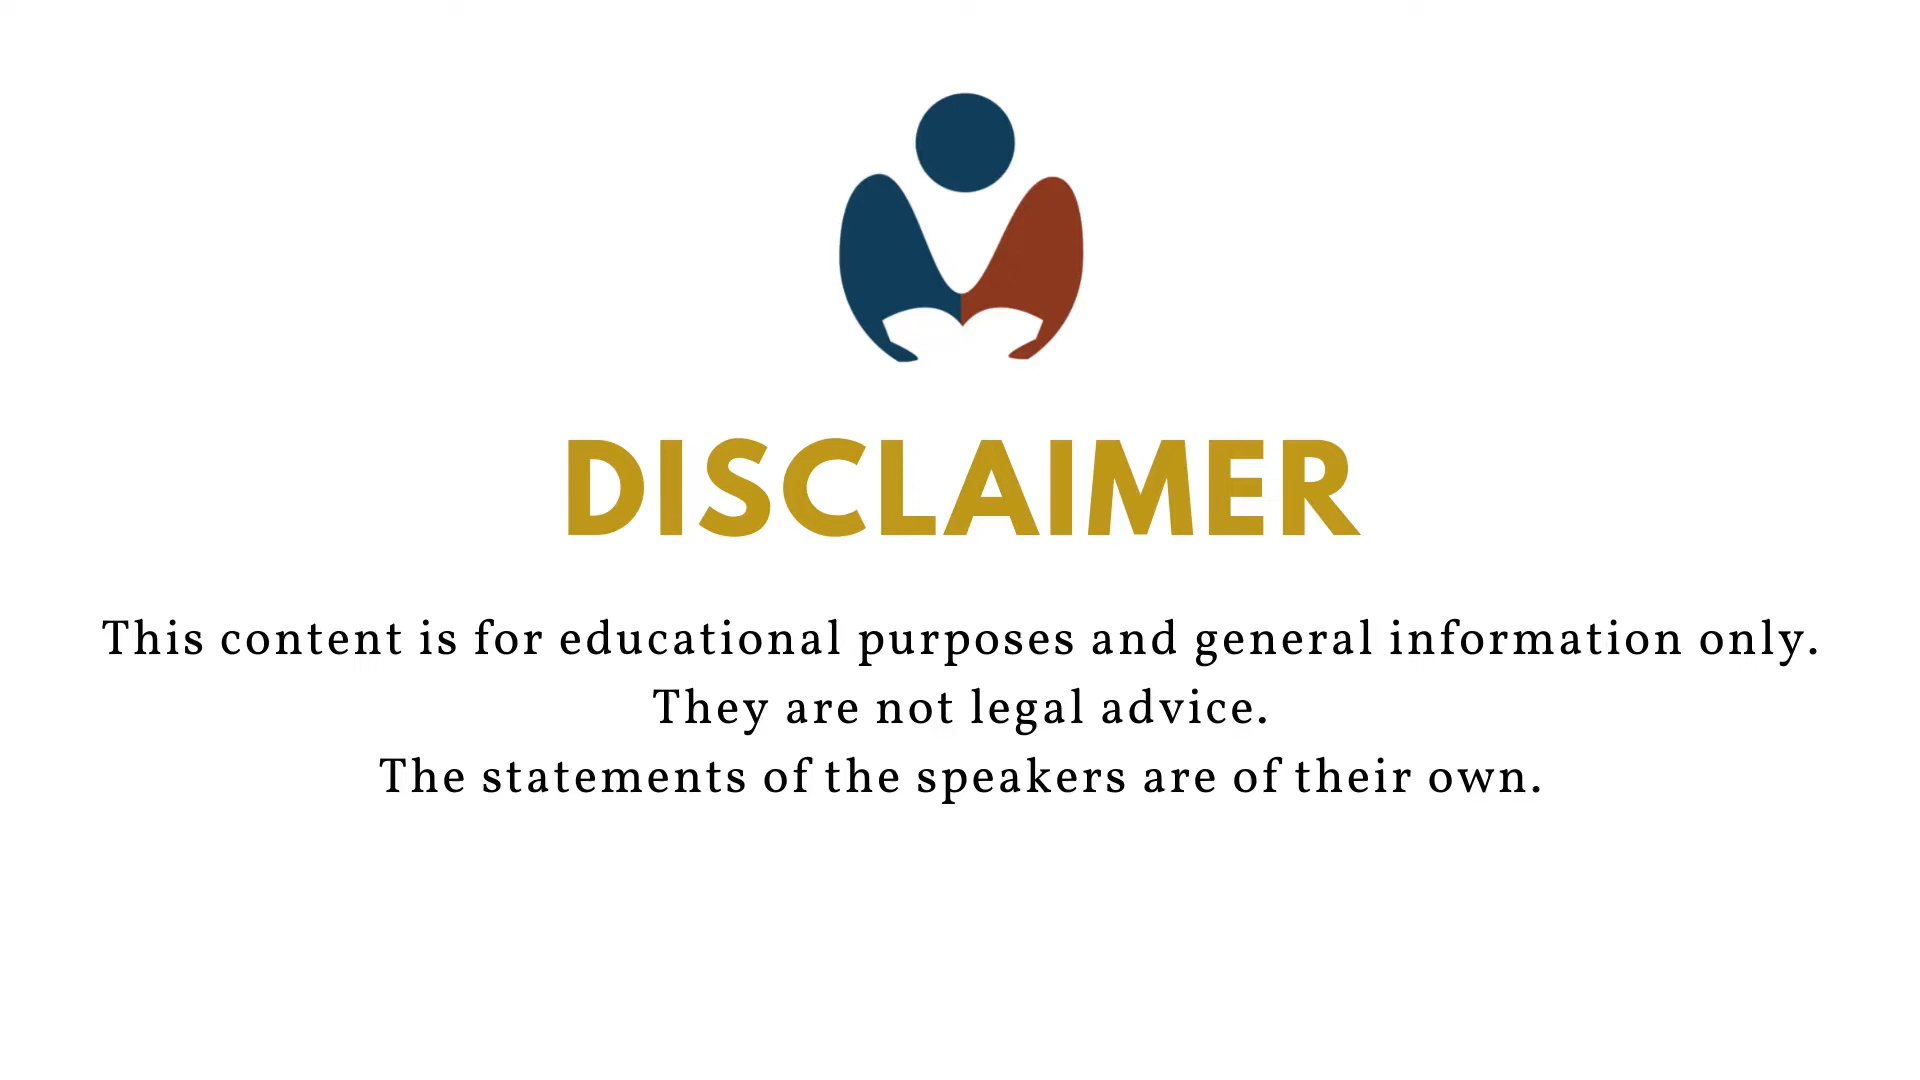 DISCLAIMER
This content is for educational purposes and general information only.
They are not legal advice.
The statements of the speakers are of their own.